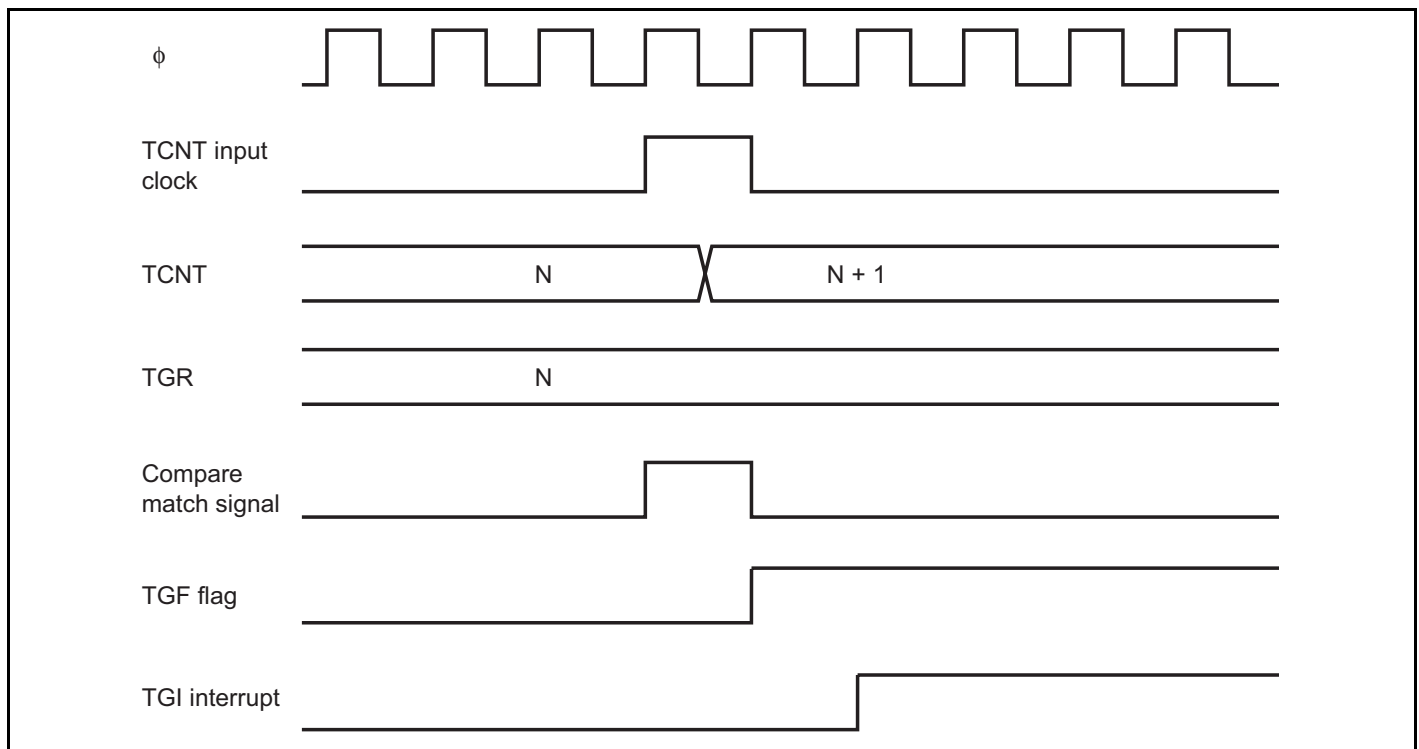 ϕ
TCNT input
clock
TCNT
N
N + 1
TGR
N
Compare
match signal
TGF flag
TGI interrupt